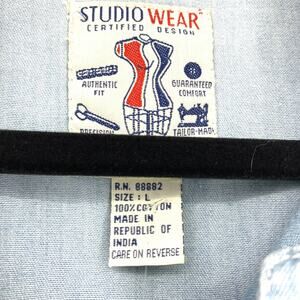 STUDIO WEAR
CERTIFIED DESIGN
AUTHENTIC FIT
GUARANTEED COMFORT
PRECISION
TAILOR-MADE
R.N. 88882
SIZE : L
100% COTTON
MADE IN
REPUBLIC OF
INDIA
CARE ON REVERSE